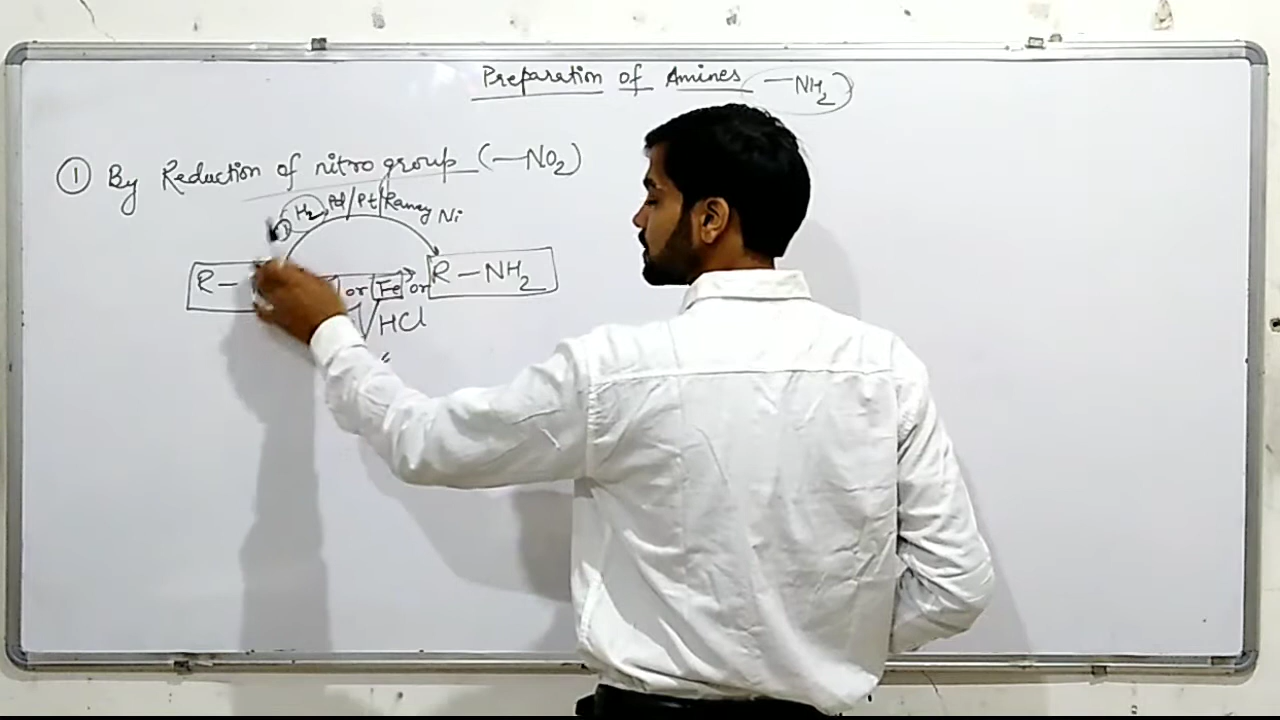 Preparation of Amines —NH2
① By Reduction of nitro group (—NO2)
H2, Pd/Pt/Raney Ni
R — or Fe or R — NH2
HCl